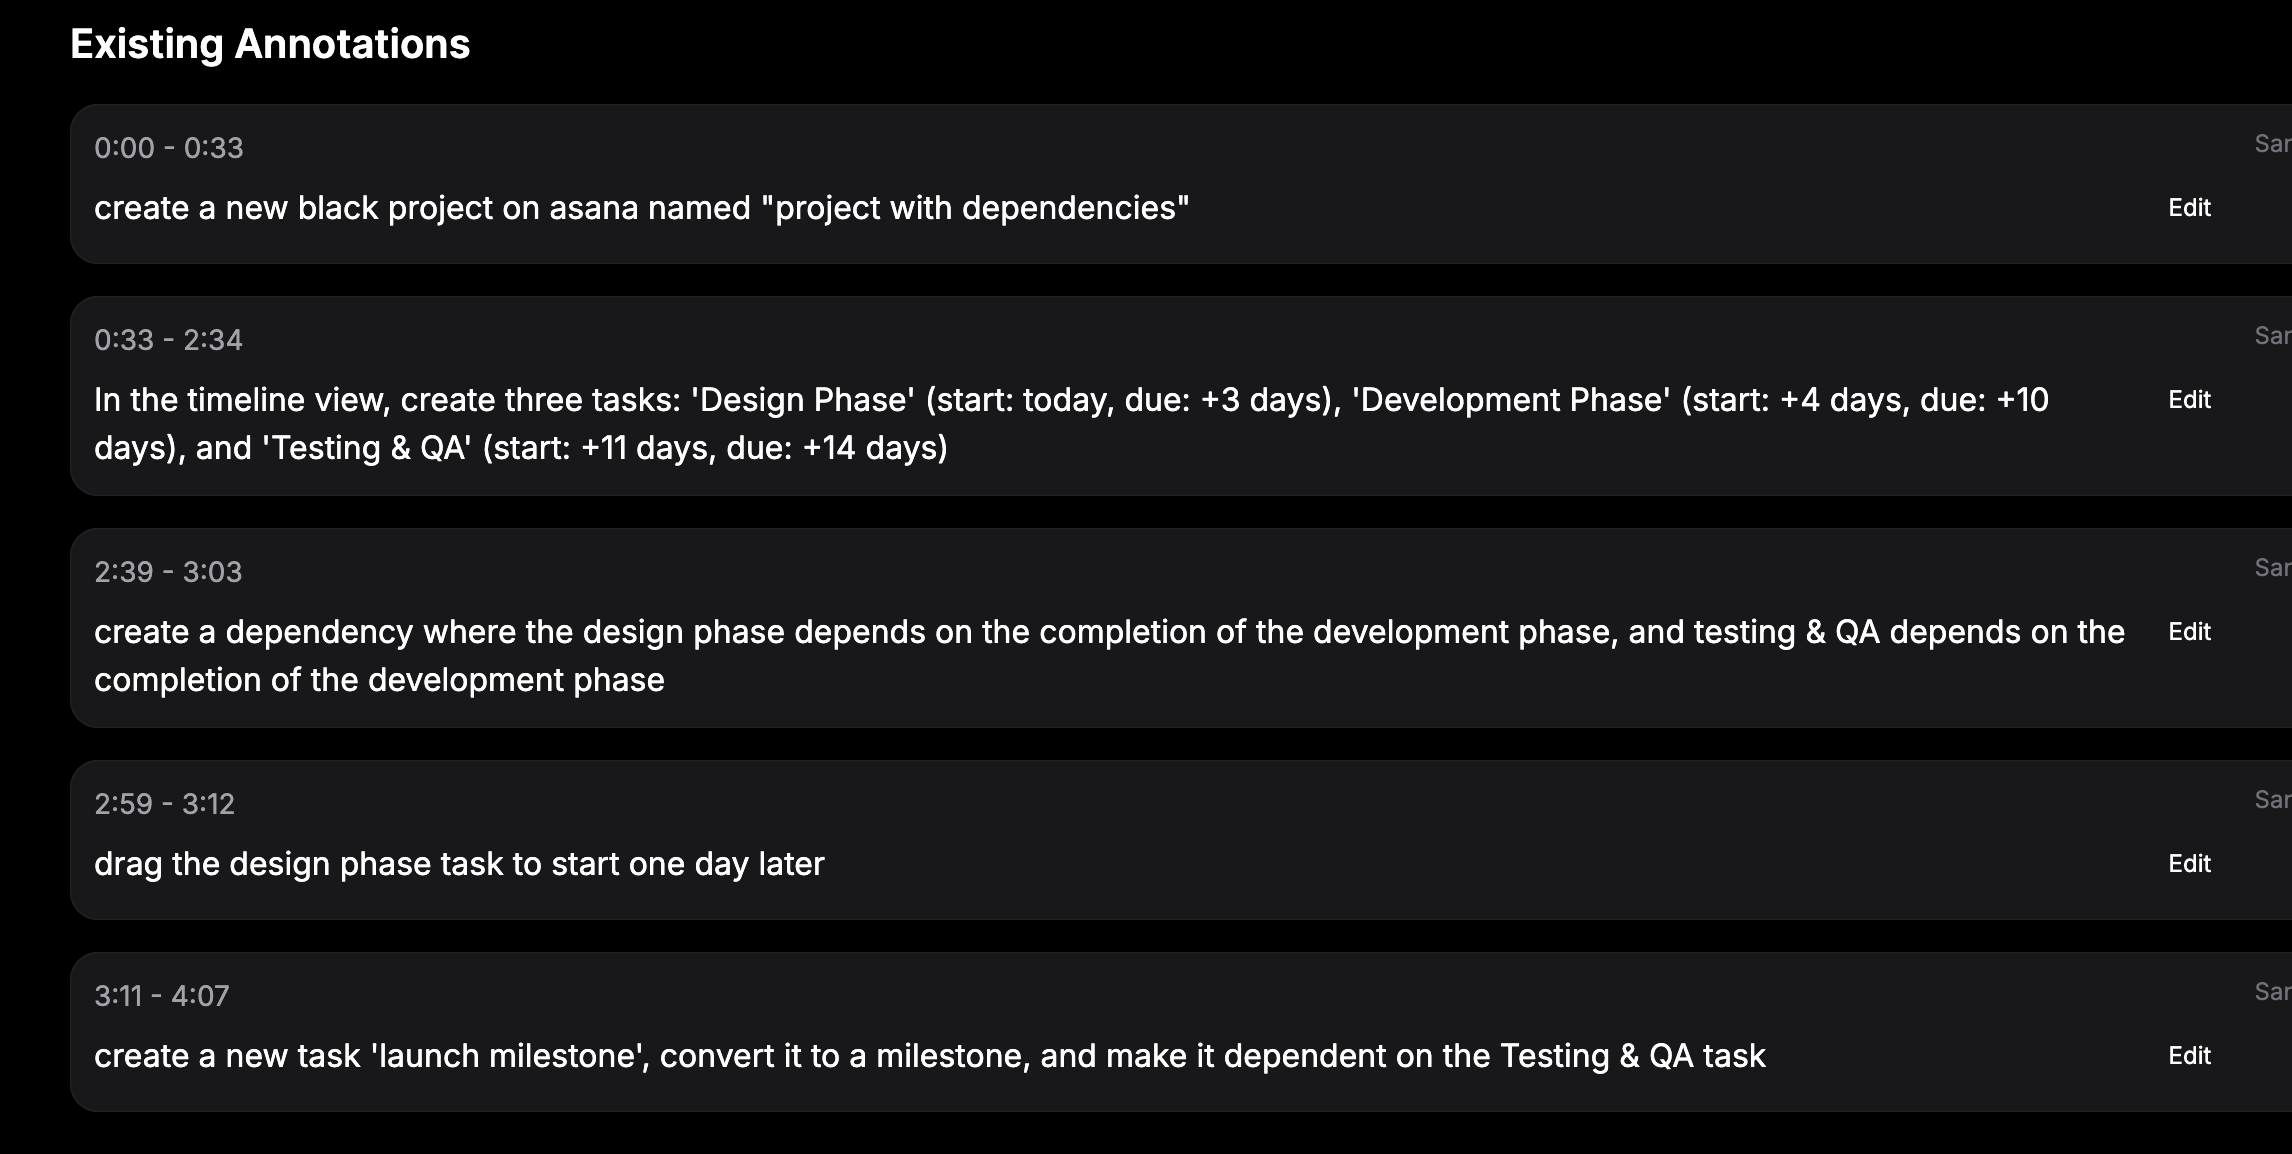 Existing Annotations
0:00 - 0:33
create a new black project on asana named "project with dependencies"
Edit
0:33 - 2:34
In the timeline view, create three tasks: 'Design Phase' (start: today, due: +3 days), 'Development Phase' (start: +4 days, due: +10
days), and 'Testing & QA' (start: +11 days, due: +14 days)
Edit
2:39 - 3:03
create a dependency where the design phase depends on the completion of the development phase, and testing & QA depends on the
completion of the development phase
Edit
2:59 - 3:12
drag the design phase task to start one day later
Edit
3:11 - 4:07
create a new task 'launch milestone', convert it to a milestone, and make it dependent on the Testing & QA task
Edit